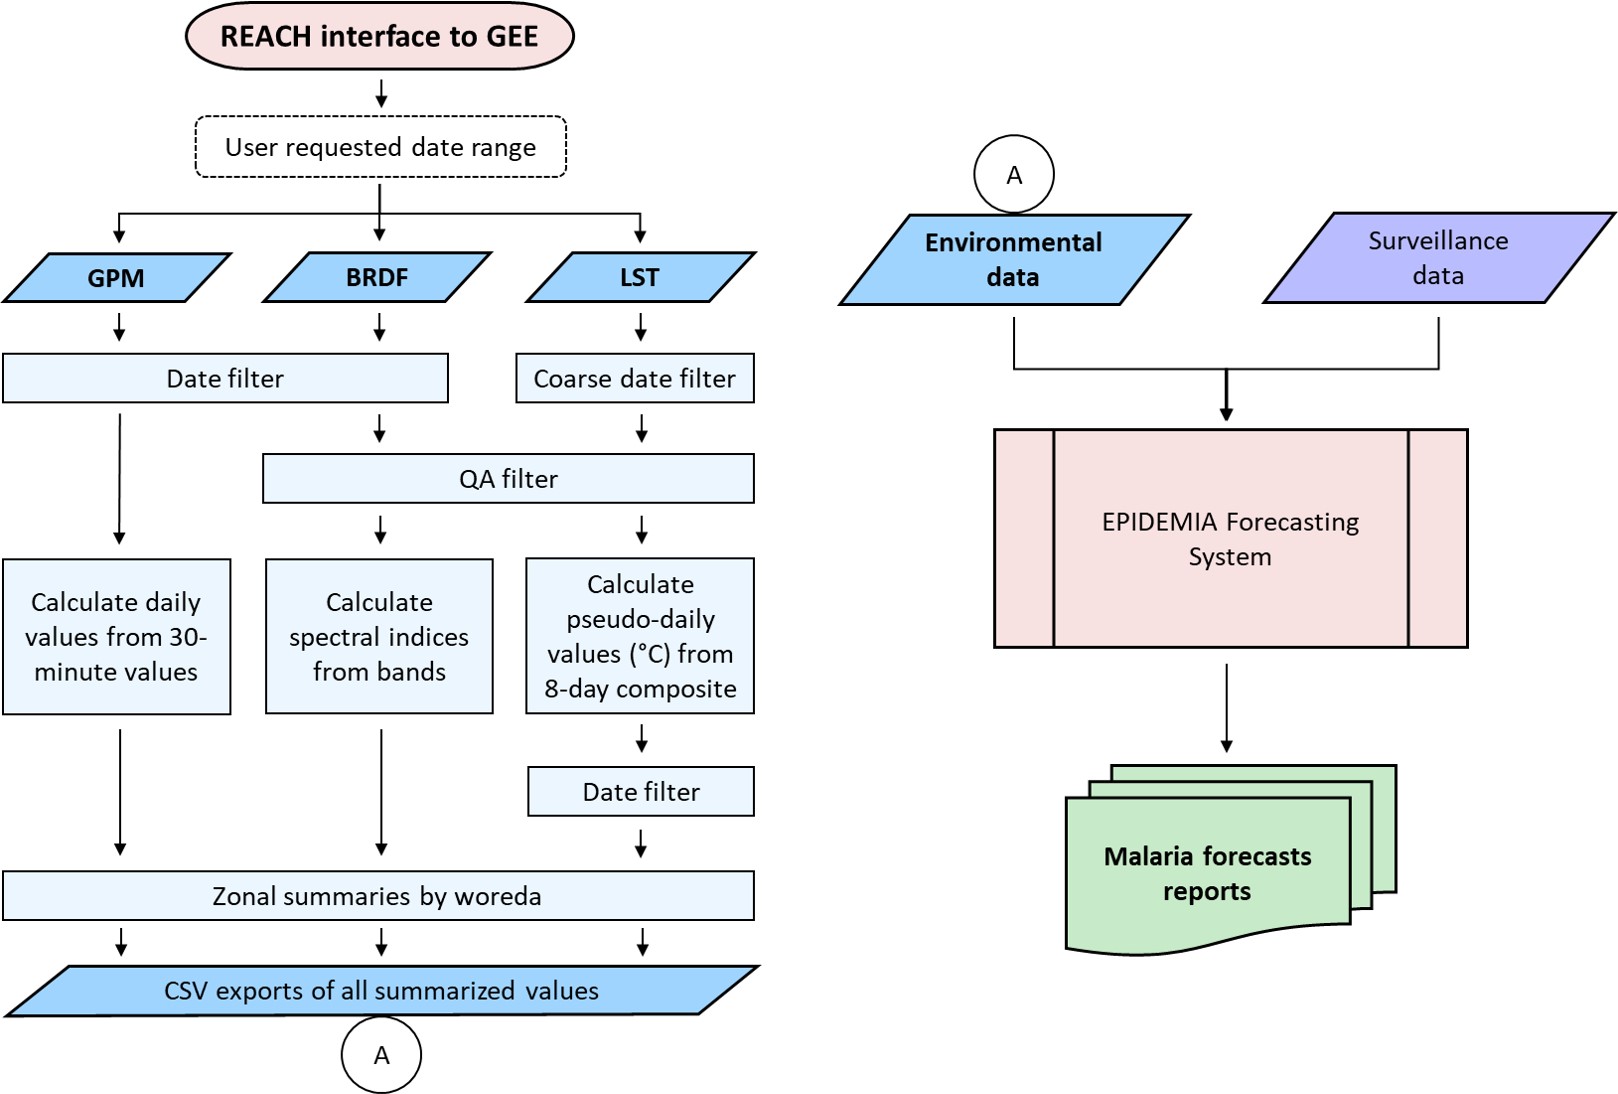 REACH interface to GEE
User requested date range
GPM
BRDF
LST
Date filter
Coarse date filter
QA filter
Calculate daily
values from 30-
minute values
Calculate
spectral indices
from bands
Calculate
pseudo-daily
values (°C) from
8-day composite
Date filter
Zonal summaries by woreda
CSV exports of all summarized values
A
A
Environmental
data
Surveillance
data
EPIDEMIA Forecasting
System
Malaria forecasts
reports